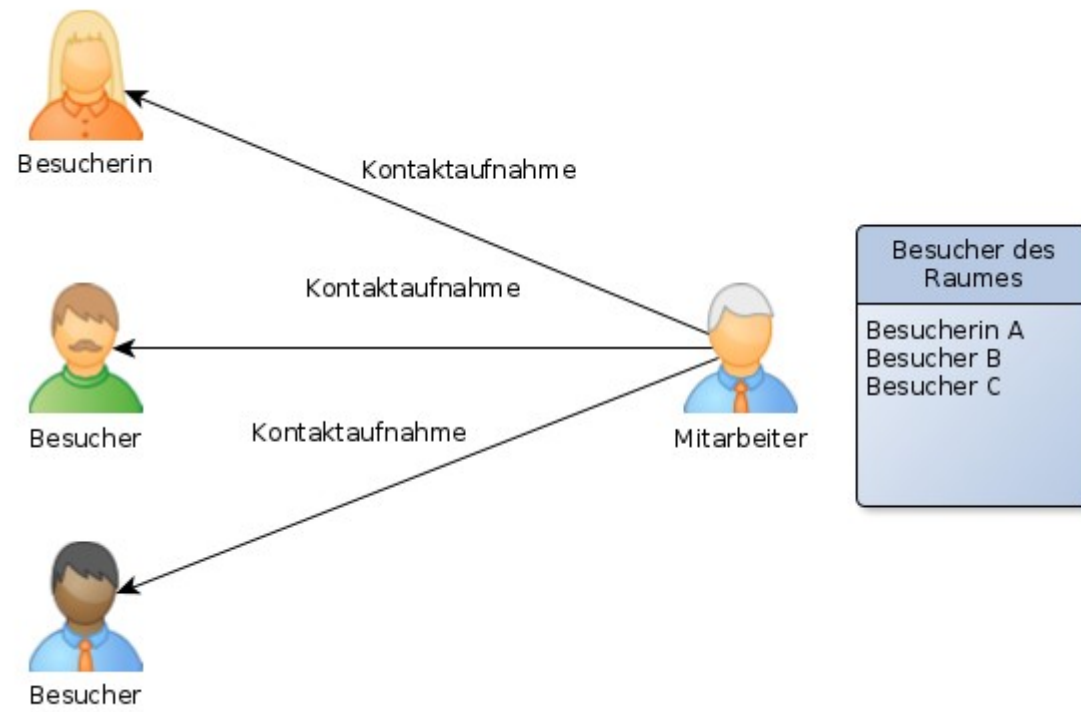 Besucherin
Kontaktaufnahme
Kontaktaufnahme
Besucher
Kontaktaufnahme
Mitarbeiter
Besucher
Besucher des
Raumes
Besucherin A
Besucher B
Besucher C